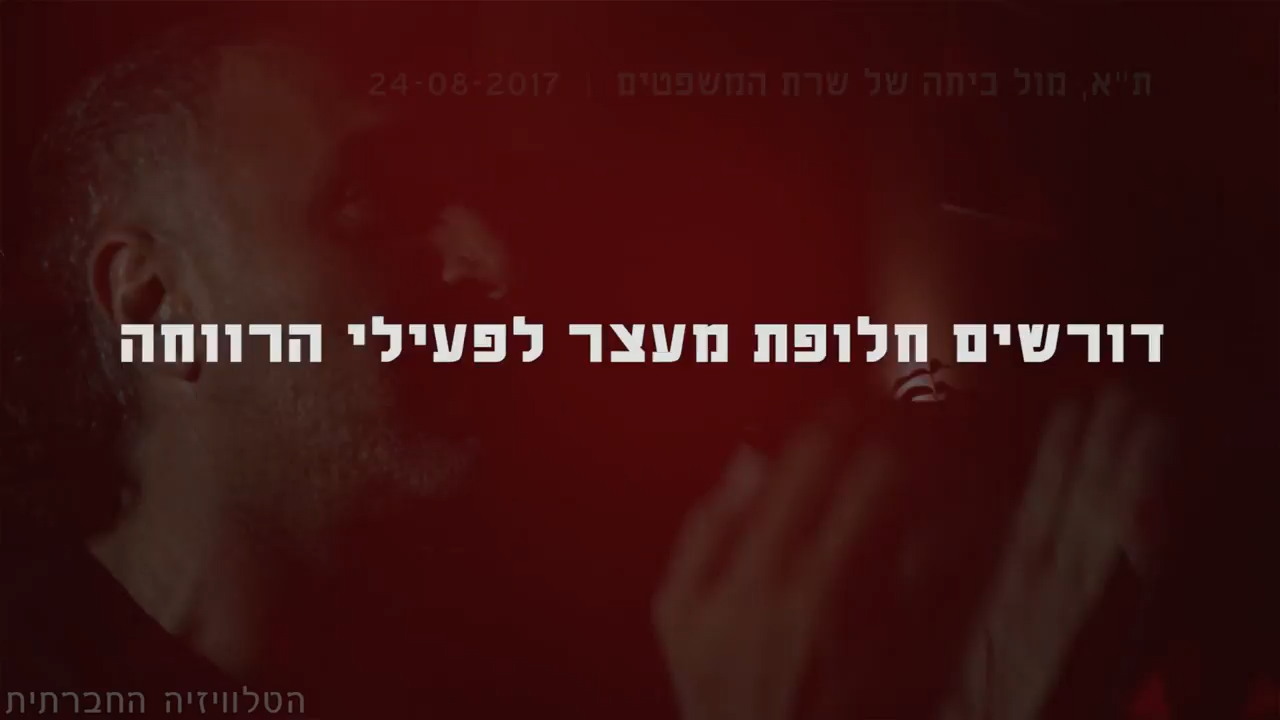 ת"א, מול ביתה של שרת המשפטים | 24-08-2017
דורשים חלופת מעצר לפעילי הרווחה
הטלוויזיה החברתית